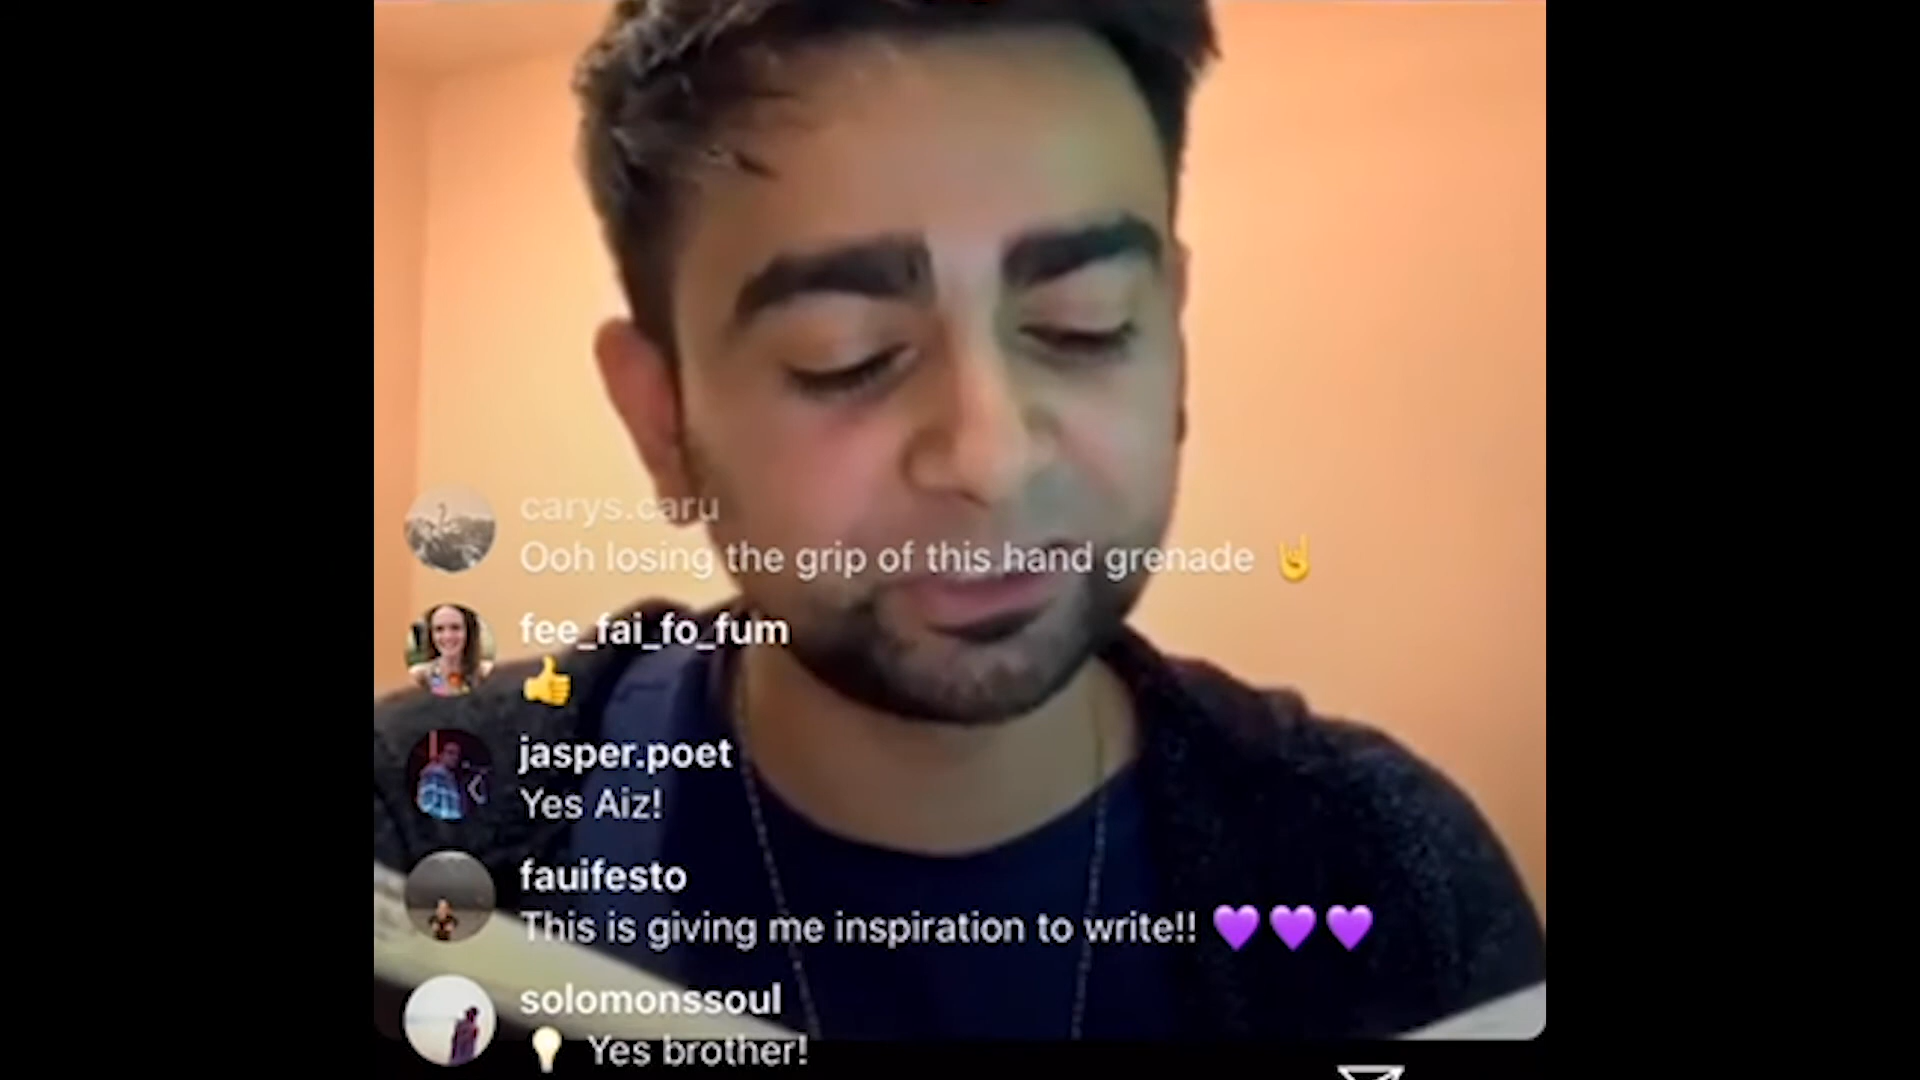 carys.caru
Ooh losing the grip of this hand grenade 🤘
fee_fai_fo_fum
👍
jasper.poet
Yes Aiz!
fauifesto
This is giving me inspiration to write!! 💜💜💜
solomonssoul
💡 Yes brother!